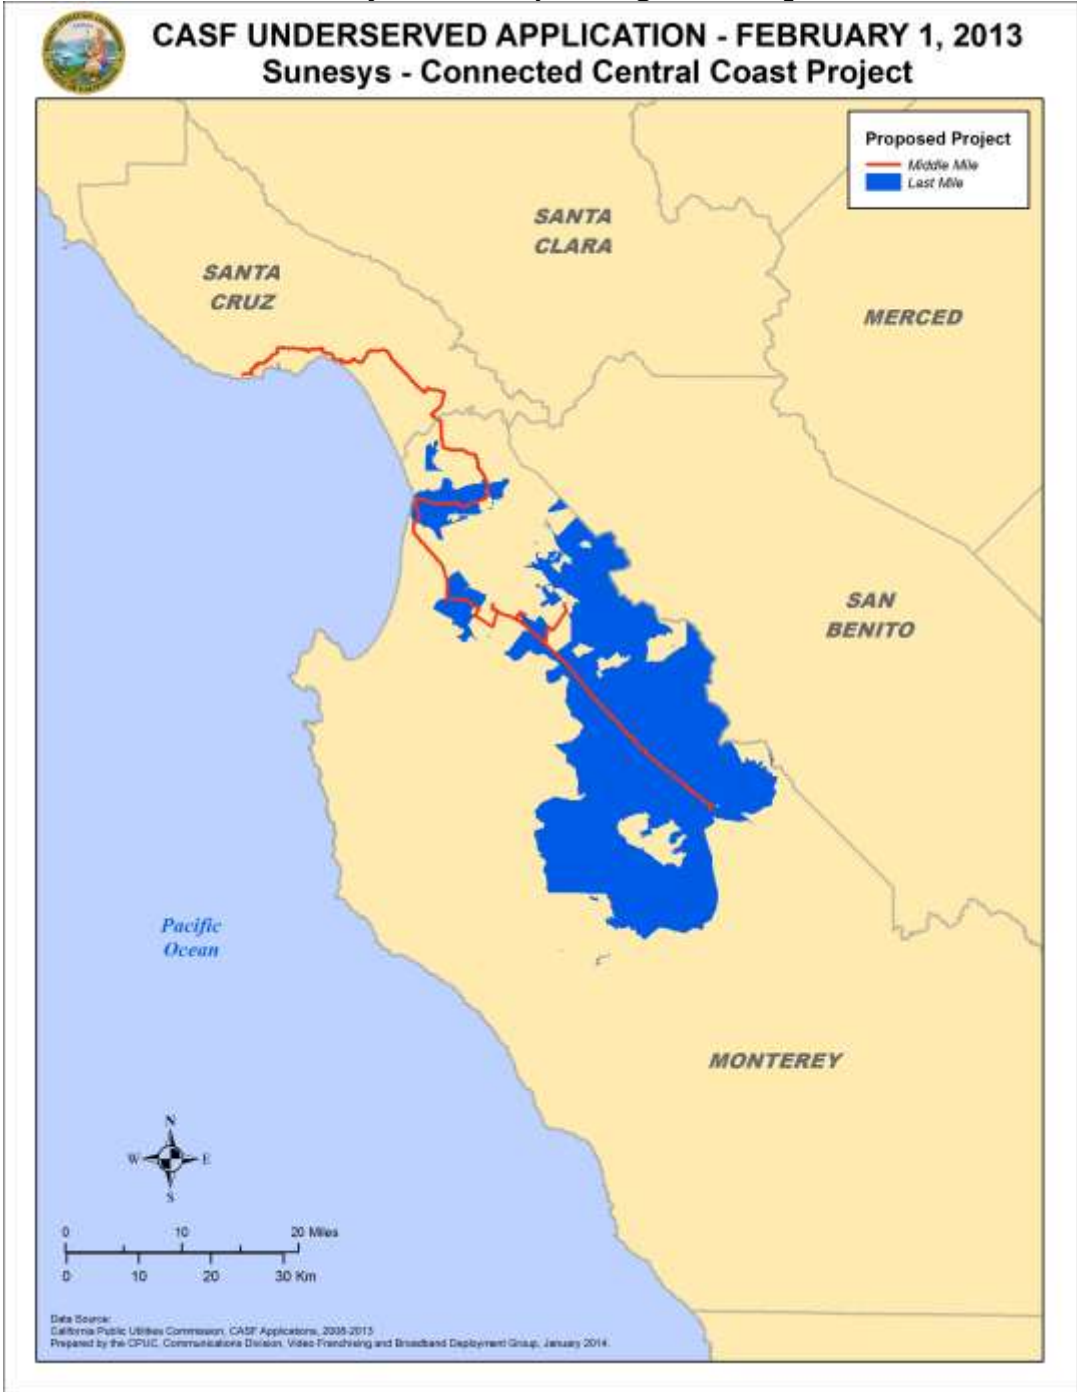 CASF UNDERSERVED APPLICATION - FEBRUARY 1, 2013
Sunesys - Connected Central Coast Project
Proposed Project
Middle Mile
Last Mile
SANTA
CLARA
SANTA
CRUZ
MERCED
SAN
BENITO
Pacific
Ocean
MONTEREY
N
W E
S
0 10 20 Miles
0 10 20 30 Km
Data Source:
California Public Utilities Commission, CASF Applications, 2008-2013
Prepared by the CPUC, Communications Division, Video Franchising and Broadband Deployment Group, January 2014.